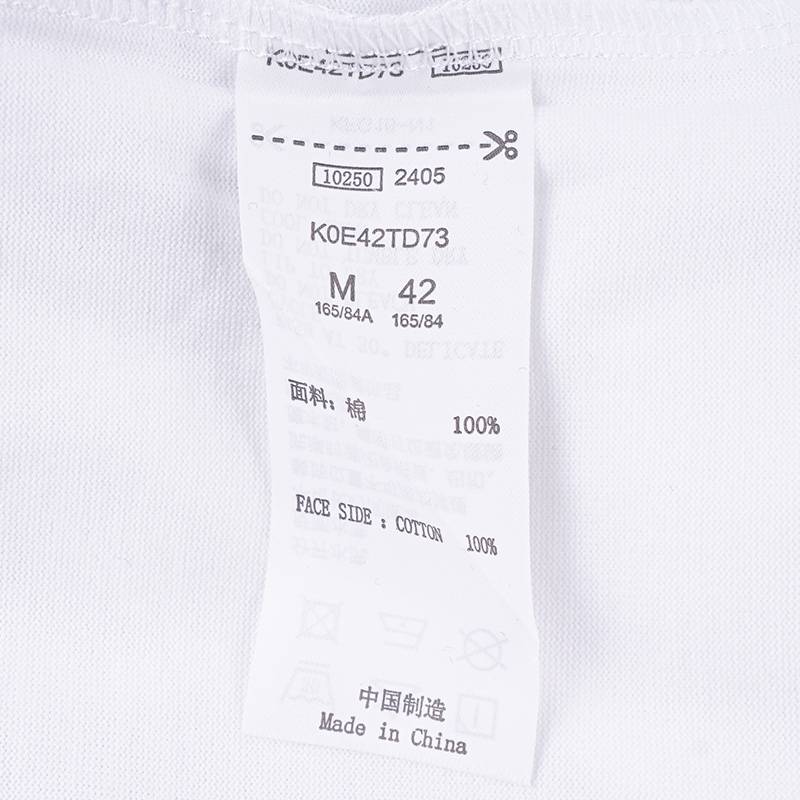 K0E42TD73 10250
10250 2405
K0E42TD73
M 42
165/84A 165/84
面料：棉 100%
FACE SIDE : COTTON 100%
中国制造
Made in China